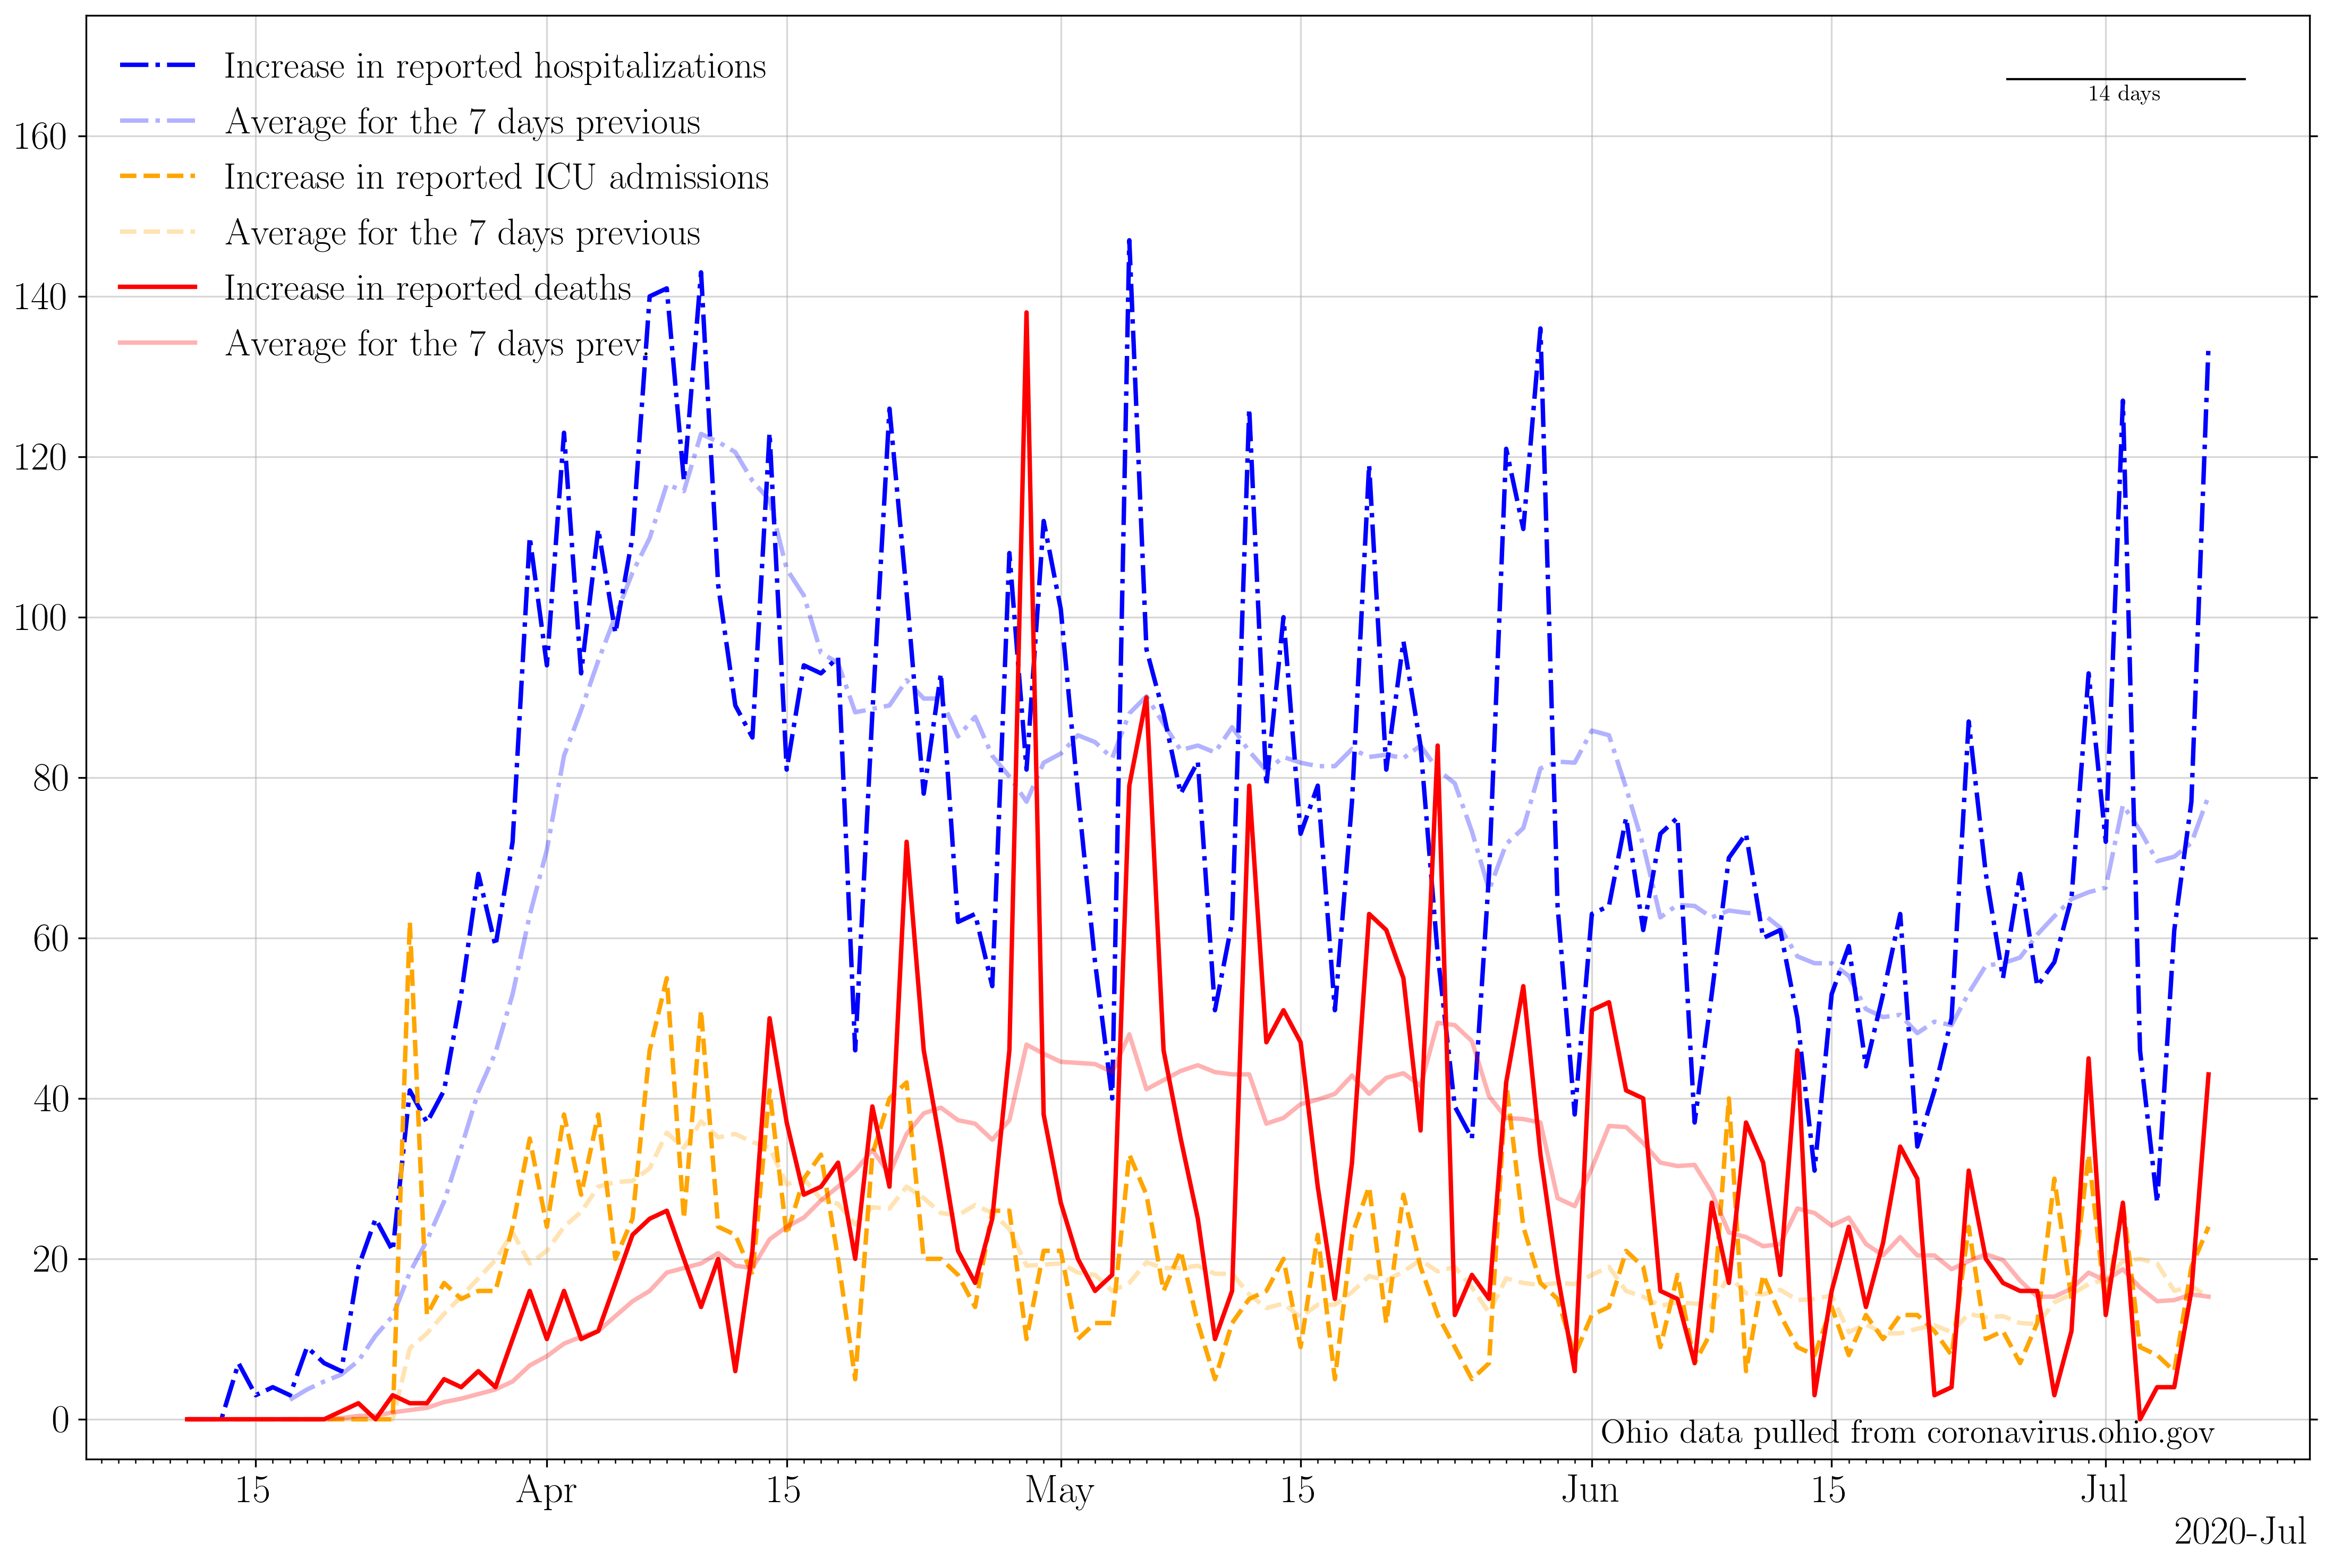 Increase in reported hospitalizations
Average for the 7 days previous
Increase in reported ICU admissions
Average for the 7 days previous
Increase in reported deaths
Average for the 7 days prev.
14 days
160
140
120
100
80
60
40
20
0
Ohio data pulled from coronavirus.ohio.gov
15 Apr 15 May 15 Jun 15 Jul
2020-Jul